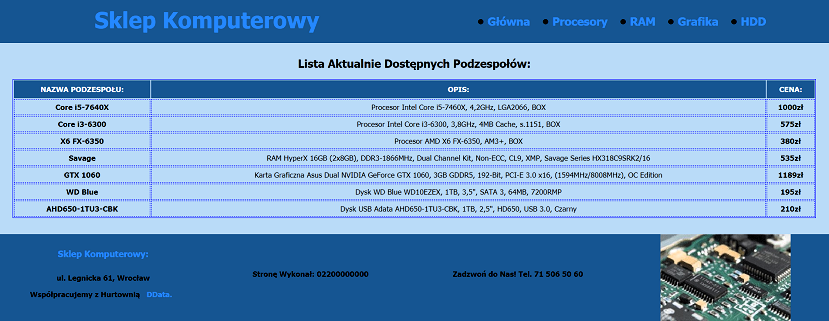 Sklep Komputerowy
Główna Procesory RAM Grafika HDD
Lista Aktualnie Dostępnych Podzespołów:
NAZWA PODZESPOŁU: OPIS: CENA:
Core i5-7640X Procesor Intel Core i5-7460X, 4,2GHz, LGA2066, BOX 1000zł
Core i3-6300 Procesor Intel Core i3-6300, 3,8GHz, 4MB Cache, s.1151, BOX 575zł
X6 FX-6350 Procesor AMD X6 FX-6350, AM3+, BOX 380zł
Savage RAM HyperX 16GB (2x8GB), DDR3-1866MHz, Dual Channel Kit, Non-ECC, CL9, XMP, Savage Series HX318C9SRK2/16 535zł
GTX 1060 Karta Graficzna Asus Dual NVIDIA GeForce GTX 1060, 3GB GDDR5, 192-Bit, PCI-E 3.0 x16, (1594MHz/8008MHz), OC Edition 1189zł
WD Blue Dysk WD Blue WD10EZEX, 1TB, 3,5", SATA 3, 64MB, 7200RMP 195zł
AHD650-1TU3-CBK Dysk USB Adata AHD650-1TU3-CBK, 1TB, 2,5", HD650, USB 3.0, Czarny 210zł
Sklep Komputerowy:
ul. Legnicka 61, Wrocław
Współpracujemy z Hurtownią DData.
Stronę Wykonał: 02200000000
Zadzwoń do Nas! Tel. 71 506 50 60